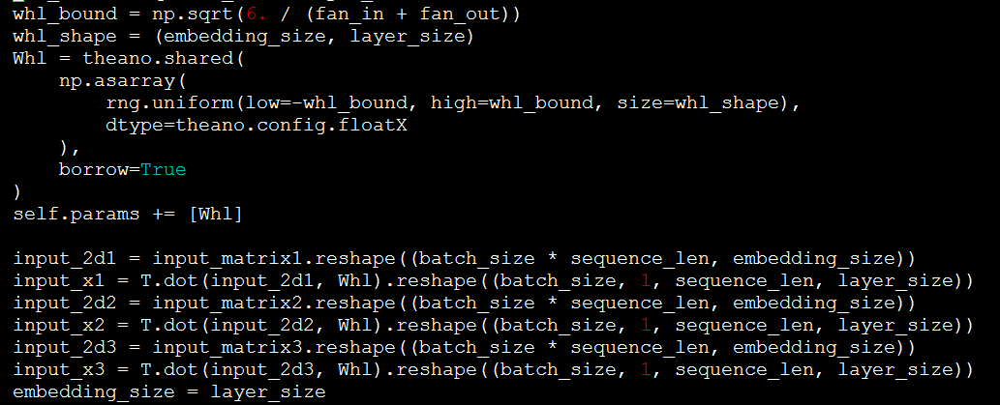 whl_bound = np.sqrt(6. / (fan_in + fan_out))
whl_shape = (embedding_size, layer_size)
Whl = theano.shared(
    np.asarray(
        rng.uniform(low=-whl_bound, high=whl_bound, size=whl_shape),
        dtype=theano.config.floatX
    ),
    borrow=True
)
self.params += [Whl]

input_2d1 = input_matrix1.reshape((batch_size * sequence_len, embedding_size))
input_x1 = T.dot(input_2d1, Whl).reshape((batch_size, 1, sequence_len, layer_size))
input_2d2 = input_matrix2.reshape((batch_size * sequence_len, embedding_size))
input_x2 = T.dot(input_2d2, Whl).reshape((batch_size, 1, sequence_len, layer_size))
input_2d3 = input_matrix3.reshape((batch_size * sequence_len, embedding_size))
input_x3 = T.dot(input_2d3, Whl).reshape((batch_size, 1, sequence_len, layer_size))
embedding_size = layer_size